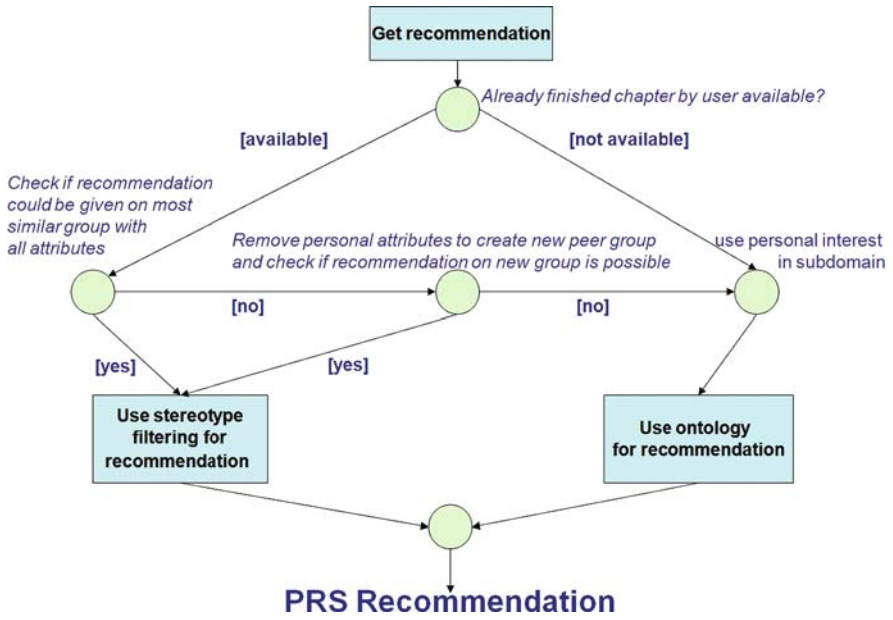 Get recommendation
Already finished chapter by user available?
[available]
[not available]
Check if recommendation
could be given on most
similar group with
all attributes
Remove personal attributes to create new peer group
and check if recommendation on new group is possible
use personal interest
in subdomain
[no]
[no]
[yes]
[yes]
Use stereotype
filtering for
recommendation
Use ontology
for recommendation
PRS Recommendation